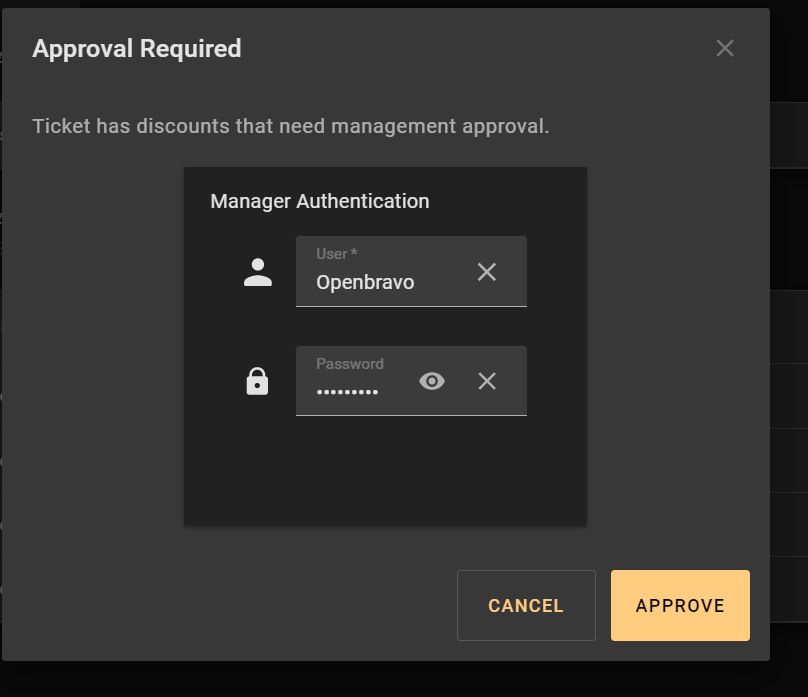 Approval Required
Ticket has discounts that need management approval.
Manager Authentication
User *
Openbravo
Password
•••••••••
CANCEL
APPROVE